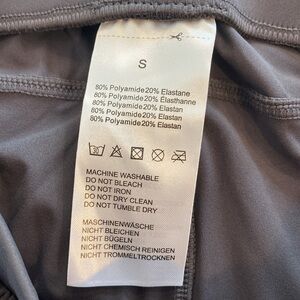 S
80% Polyamide20% Elastane
80% Polyamide20% Élasthanne
80% Polyamide20% Elastan
80% Polyamide20% Elastan
80% Polyamide20% Elastan
MACHINE WASHABLE
DO NOT BLEACH
DO NOT IRON
DO NOT DRY CLEAN
DO NOT TUMBLE DRY
MASCHINENWÄSCHE
NICHT BLEICHEN
NICHT BÜGELN
NICHT CHEMISCH REINIGEN
NICHT TROMMELTROCKNEN